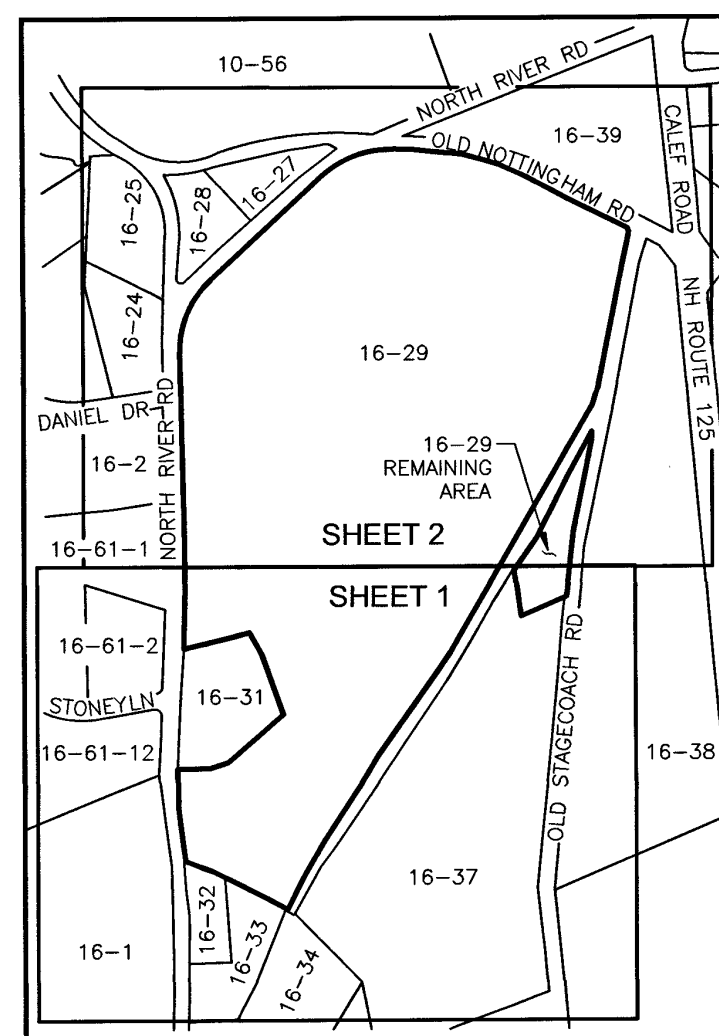 10-56
NORTH RIVER RD
16-39
OLD NOTTINGHAM RD
CALEF ROAD
16-25
16-28
16-27
16-24
16-29
NH ROUTE 125
DANIEL DR
NORTH RIVER RD
16-2
16-29
REMAINING
AREA
16-61-1
SHEET 2
SHEET 1
16-61-2
16-31
STONEY LN
OLD STAGECOACH RD
16-61-12
16-38
16-37
16-32
16-33
16-1
16-34